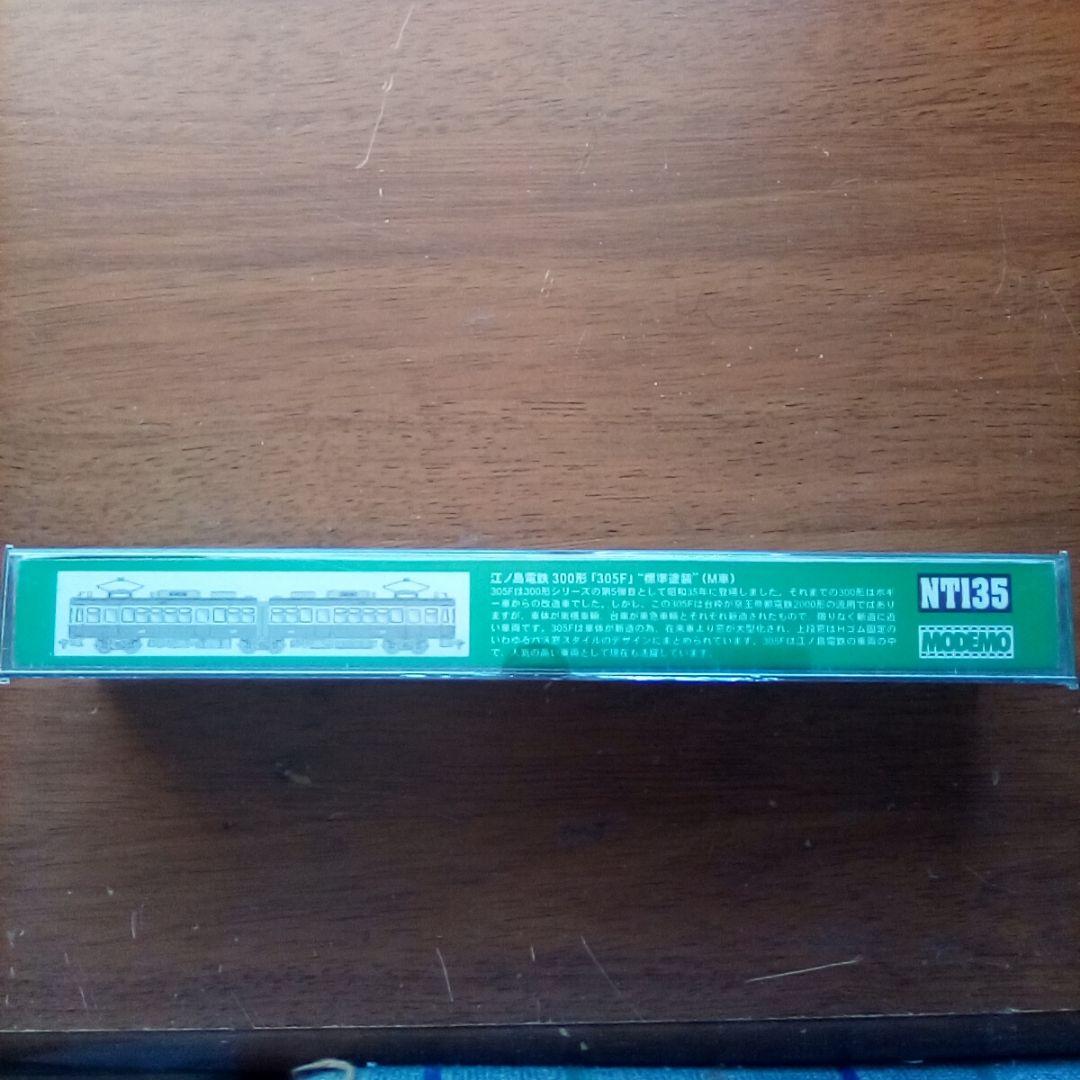 江ノ島電鉄 300形「305F」"標準塗装"(M車)
305Fは300形シリーズの第5弾目として昭和35年に登場しました。それまでの300形はボギ
ー車からの改造車でした。しかし、この305Fは台枠が京王帝都電鉄2000形の流用ではあり
ますが、車体が東横車輌、台車が東急車輌とそれぞれ新造されたもので、限りなく新造に近
い車両です。305Fは車体が新造の為、在来車より窓が大型化され、上段窓はHゴム固定の
いわゆるバス窓スタイルのデザインにまとめられています。305Fは江ノ島電鉄の車両の中
で、人気の高い車両として現在も活躍しています。
NT135
MODEMO